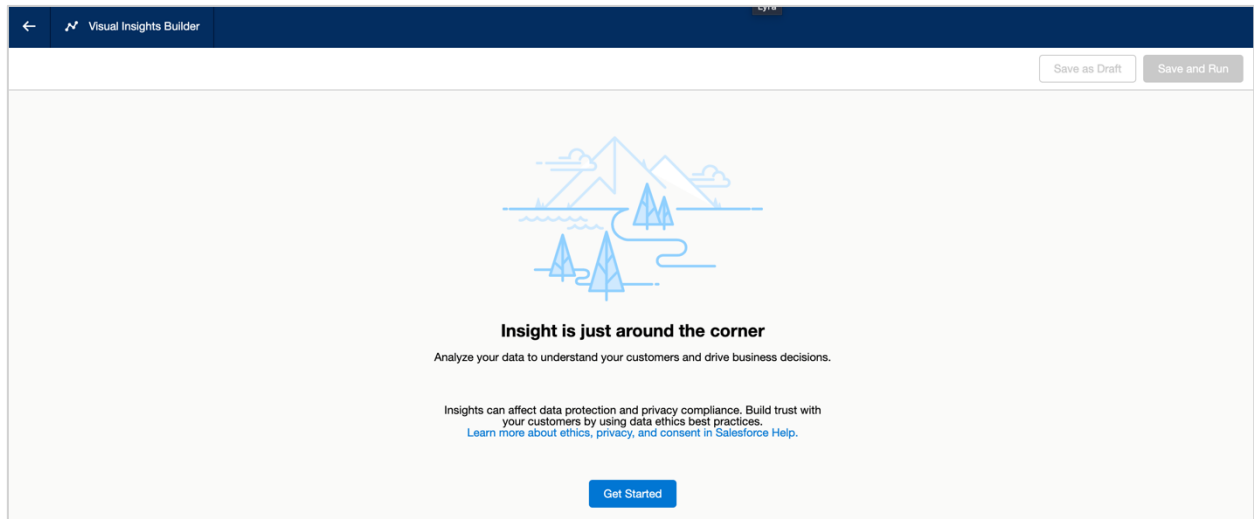 Lyra
Visual Insights Builder
Save as Draft
Save and Run
Insight is just around the corner
Analyze your data to understand your customers and drive business decisions.
Insights can affect data protection and privacy compliance. Build trust with
your customers by using data ethics best practices.
Learn more about ethics, privacy, and consent in Salesforce Help.
Get Started